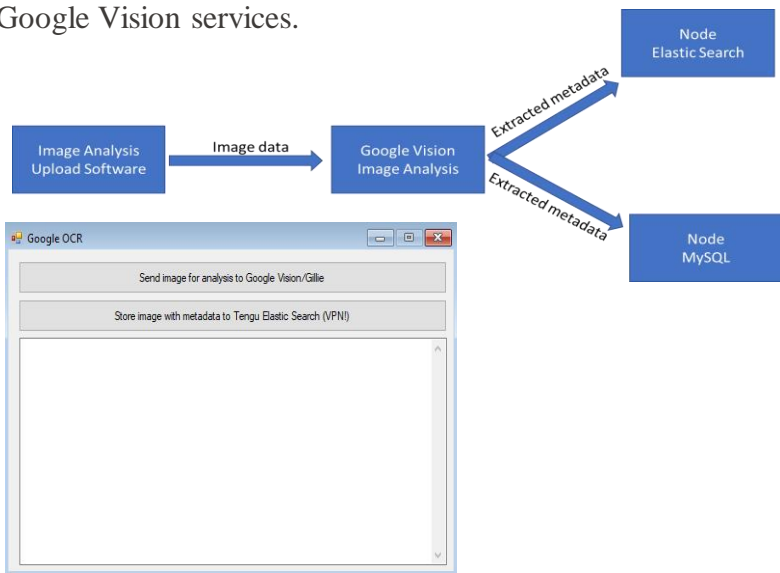 Google Vision services.
Node
Elastic Search
Extracted metadata
Image Analysis
Upload Software
Image data
Google Vision
Image Analysis
Extracted metadata
Node
MySQL
Google OCR
Send image for analysis to Google Vision/Gillie
Store image with metadata to Tengu Elastic Search (VPN!)